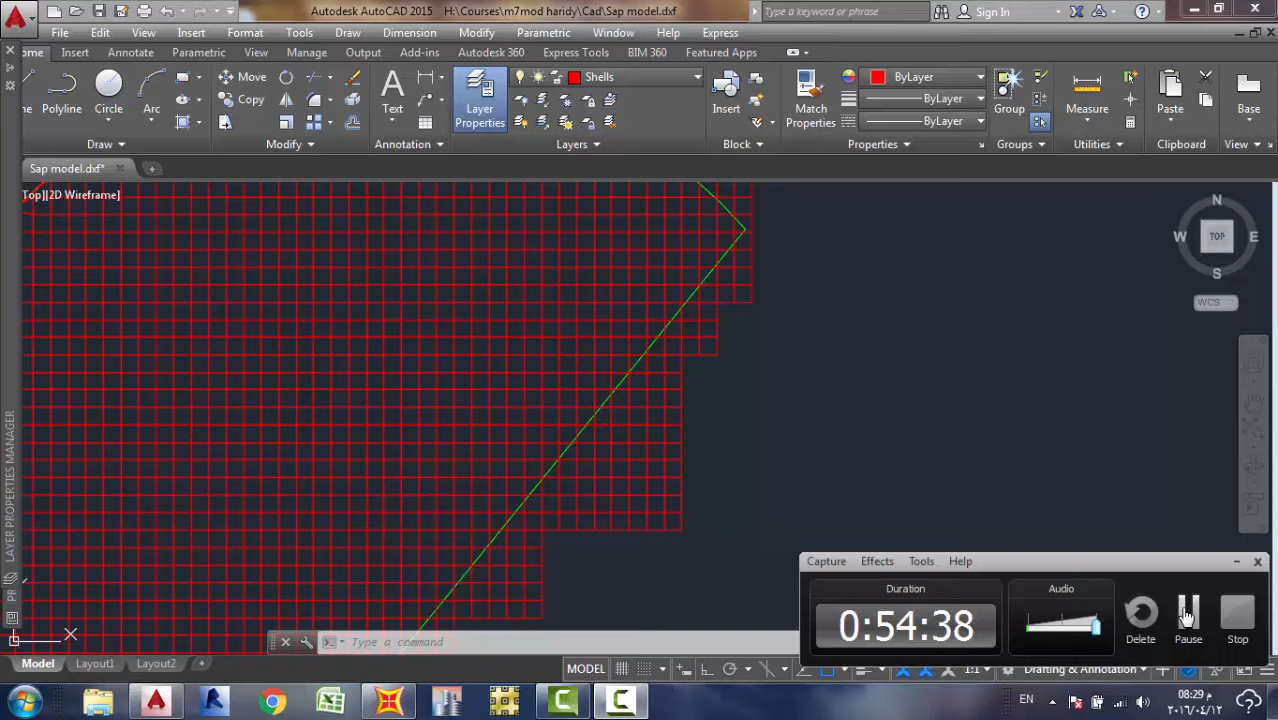 Autodesk AutoCAD 2015 H:\Courses\m7mod haridy\Cad\Sap model.dxf
Type a keyword or phrase
Sign In
File Edit View Insert Format Tools Draw Dimension Modify Parametric Window Help Express
ome Insert Annotate Parametric View Manage Output Add-ins Autodesk 360 Express Tools BIM 360 Featured Apps
Move
Shells
ByLayer
Copy
ByLayer
ne Polyline Circle Arc
Text
Layer Properties
Insert
Match Properties
ByLayer
Group
Measure
Paste
Base
Draw Modify Annotation Layers Block Properties Groups Utilities Clipboard View
Sap model.dxf*
Top][2D Wireframe]
N
W TOP E
S
WCS
LAYER PROPERTIES MANAGER
PR
Capture Effects Tools Help
Duration Audio
0:54:38
Delete Pause Stop
Type a command
Model Layout1 Layout2 +
MODEL
1:1
Drafting & Annotation
EN
08:29 م
٢٠١٦/٠٤/١٢